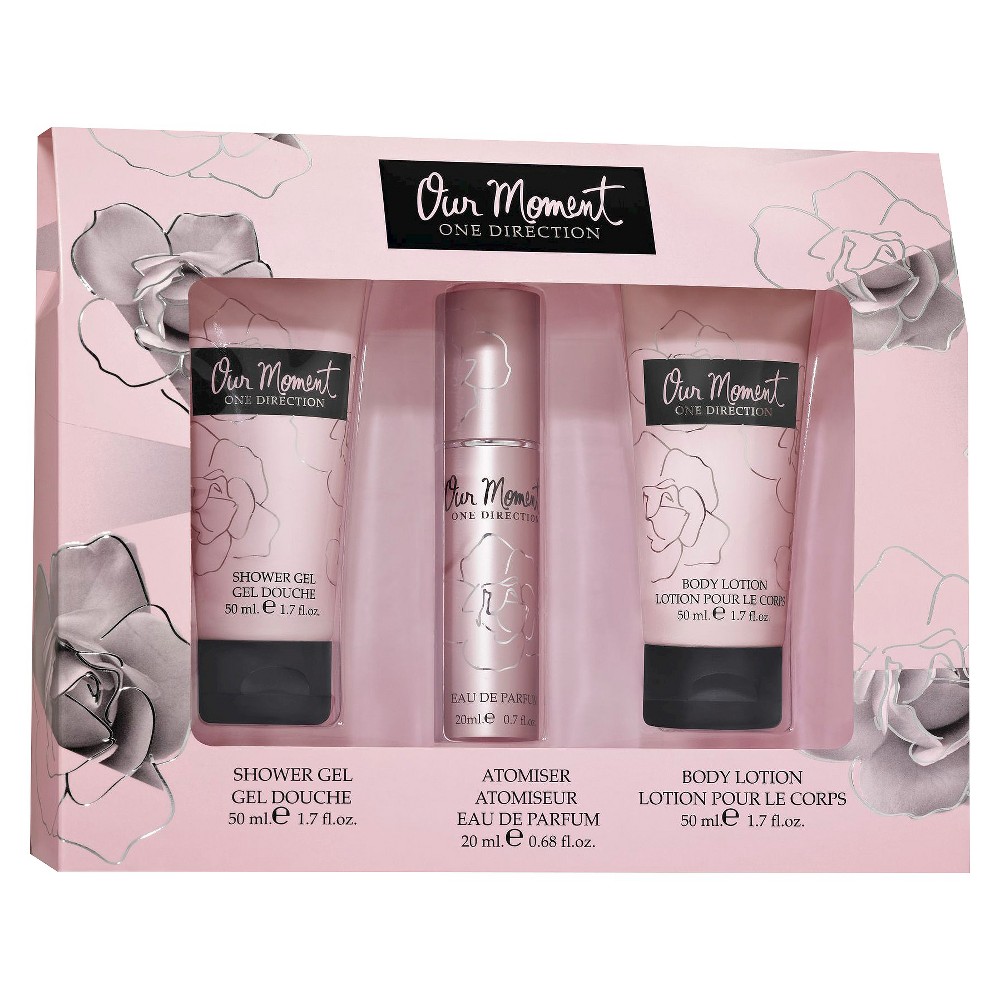 Our Moment
ONE DIRECTION
Our Moment
ONE DIRECTION
SHOWER GEL
GEL DOUCHE
50 ml.e 1.7 fl.oz.
Our Moment
ONE DIRECTION
EAU DE PARFUM
20ml.e 0.7 fl.oz
Our Moment
ONE DIRECTION
BODY LOTION
LOTION POUR LE CORPS
50 ml.e 1.7 fl.oz.
SHOWER GEL
GEL DOUCHE
50 ml.e 1.7 fl.oz.
ATOMISER
ATOMISEUR
EAU DE PARFUM
20 ml.e 0.68 fl.oz.
BODY LOTION
LOTION POUR LE CORPS
50 ml.e 1.7 fl.oz.